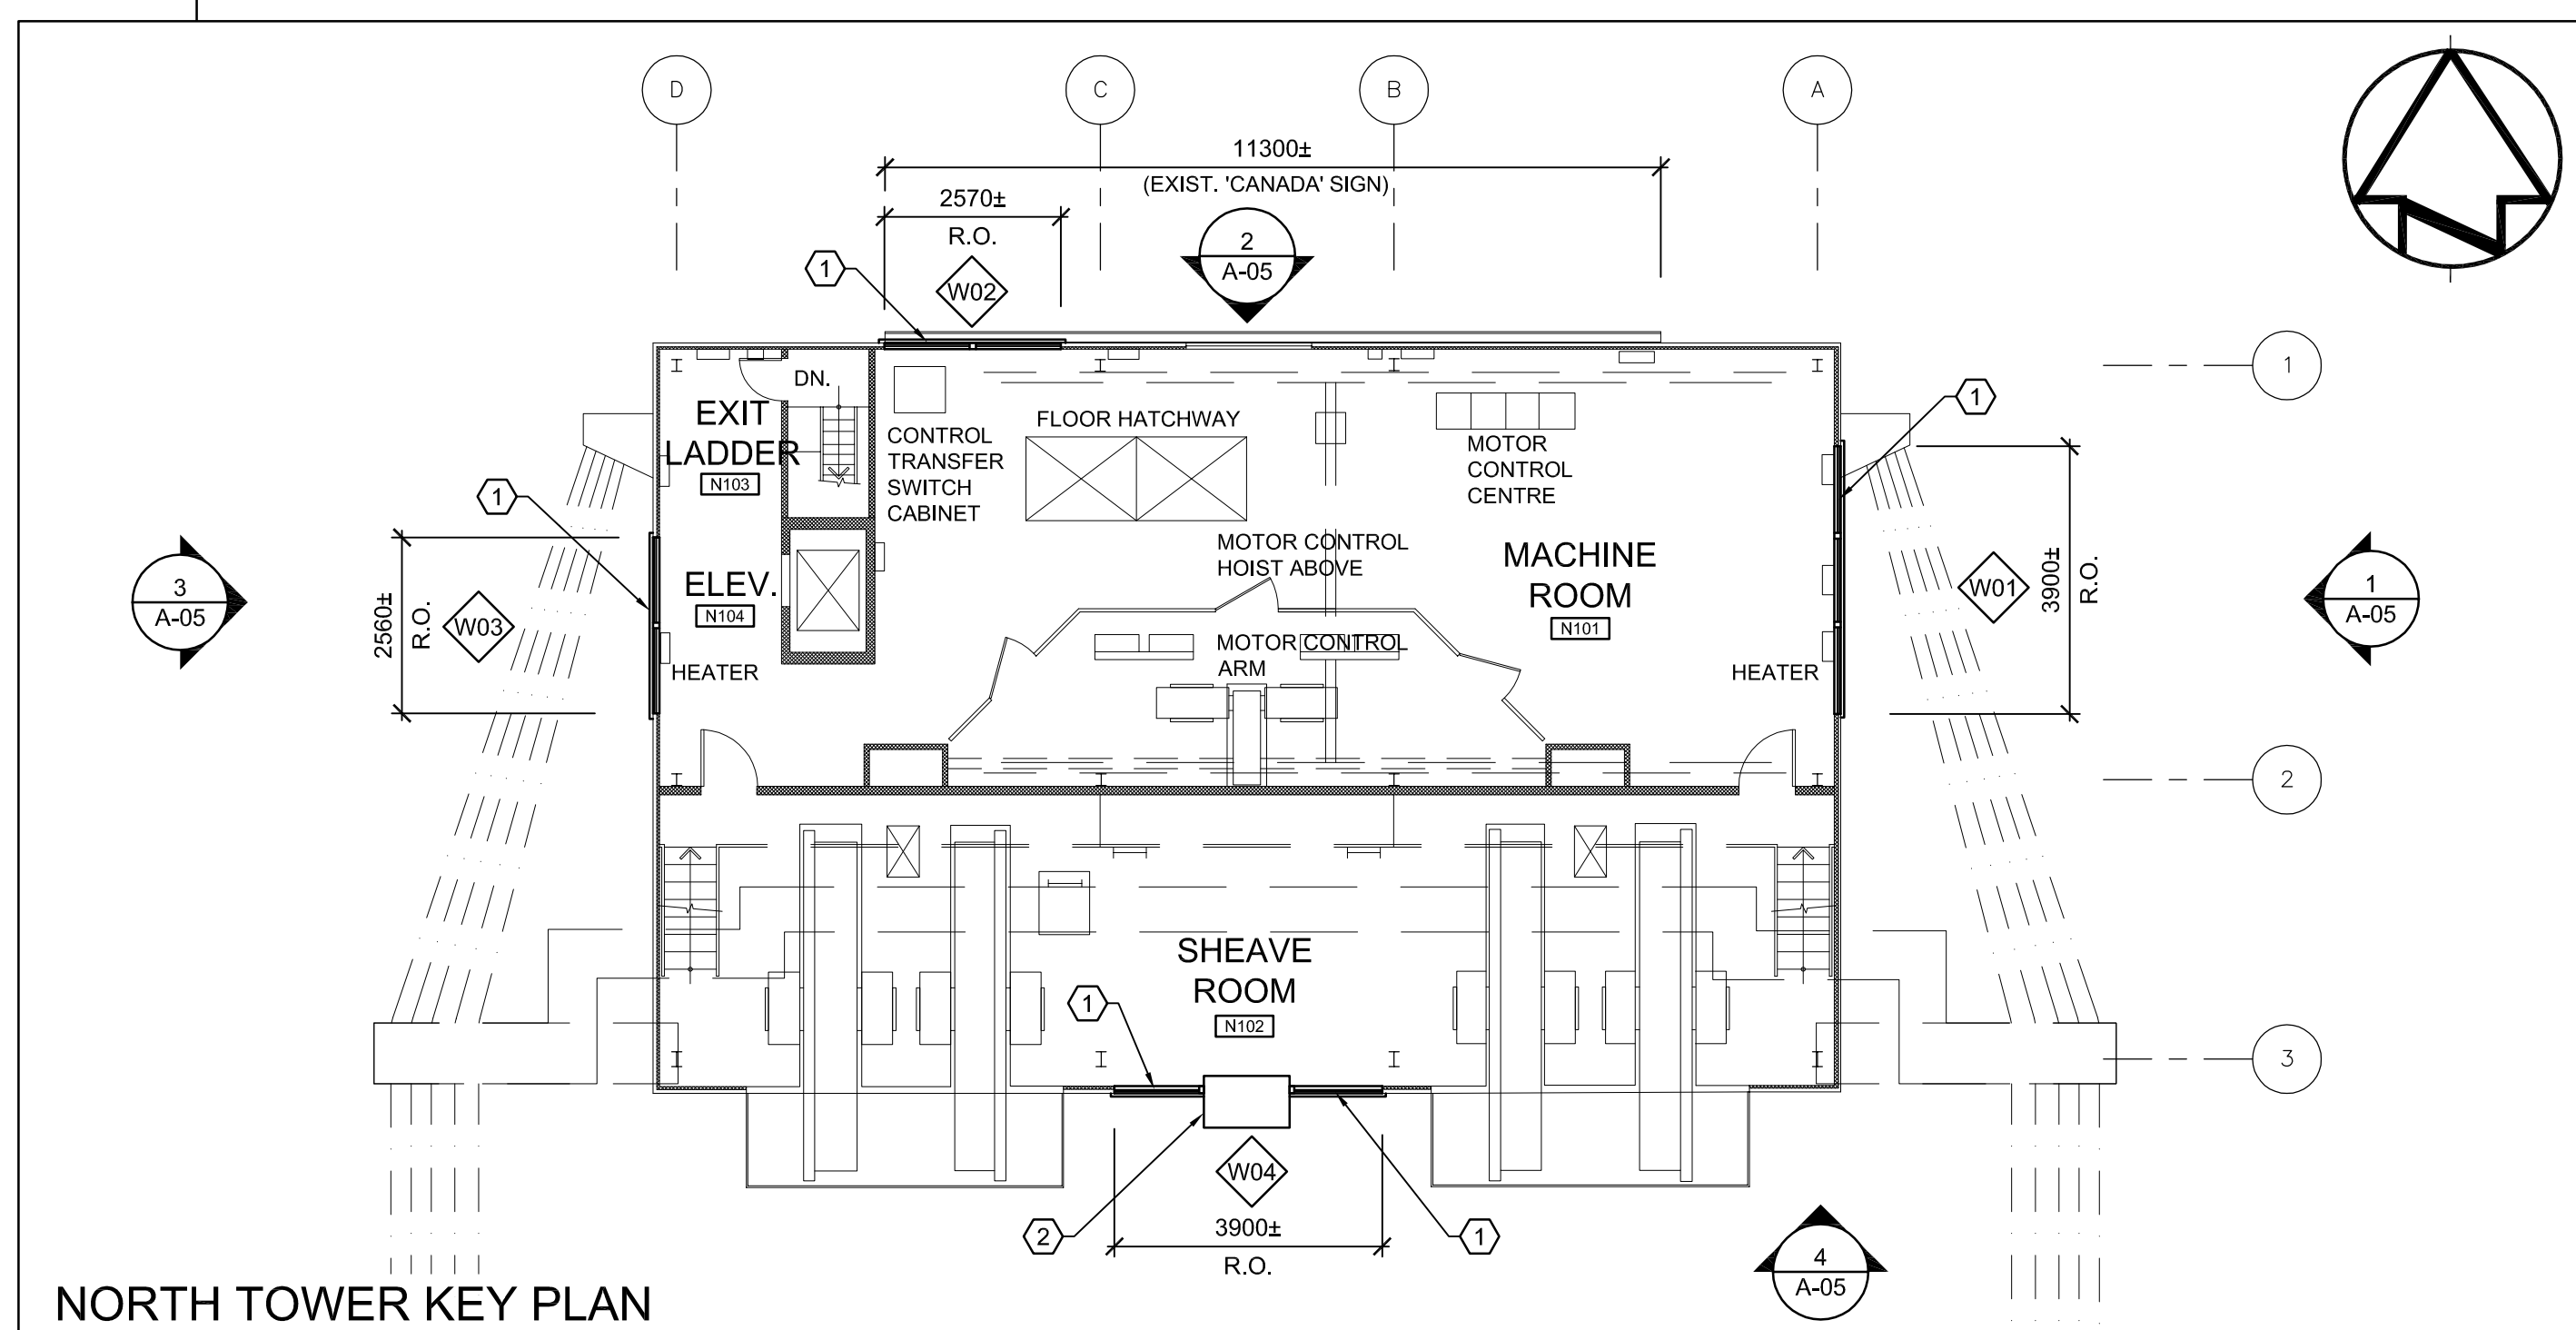 D
C
B
A
11300±
(EXIST. 'CANADA' SIGN)
2570±
R.O.
W02
1
2
A-05
1
DN.
EXIT
LADDER
N103
CONTROL
TRANSFER
SWITCH
CABINET
FLOOR HATCHWAY
MOTOR
CONTROL
CENTRE
1
1
3
A-05
2560±
R.O.
W03
ELEV.
N104
HEATER
MOTOR CONTROL
HOIST ABOVE
MACHINE
ROOM
N101
MOTOR CONTROL
ARM
HEATER
W01
3900±
R.O.
1
A-05
2
SHEAVE
ROOM
N102
1
3
W04
2
3900±
R.O.
1
4
A-05
NORTH TOWER KEY PLAN